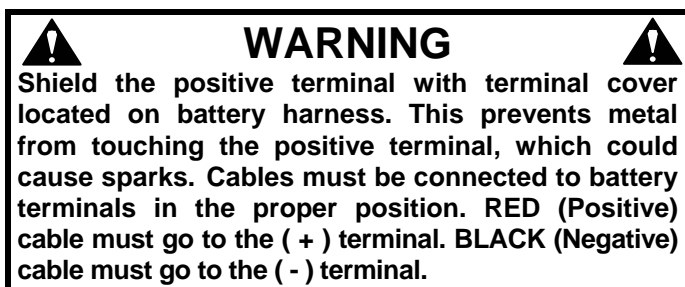 WARNING
Shield the positive terminal with terminal cover
located on battery harness. This prevents metal
from touching the positive terminal, which could
cause sparks. Cables must be connected to battery
terminals in the proper position. RED (Positive)
cable must go to the ( + ) terminal. BLACK (Negative)
cable must go to the ( - ) terminal.